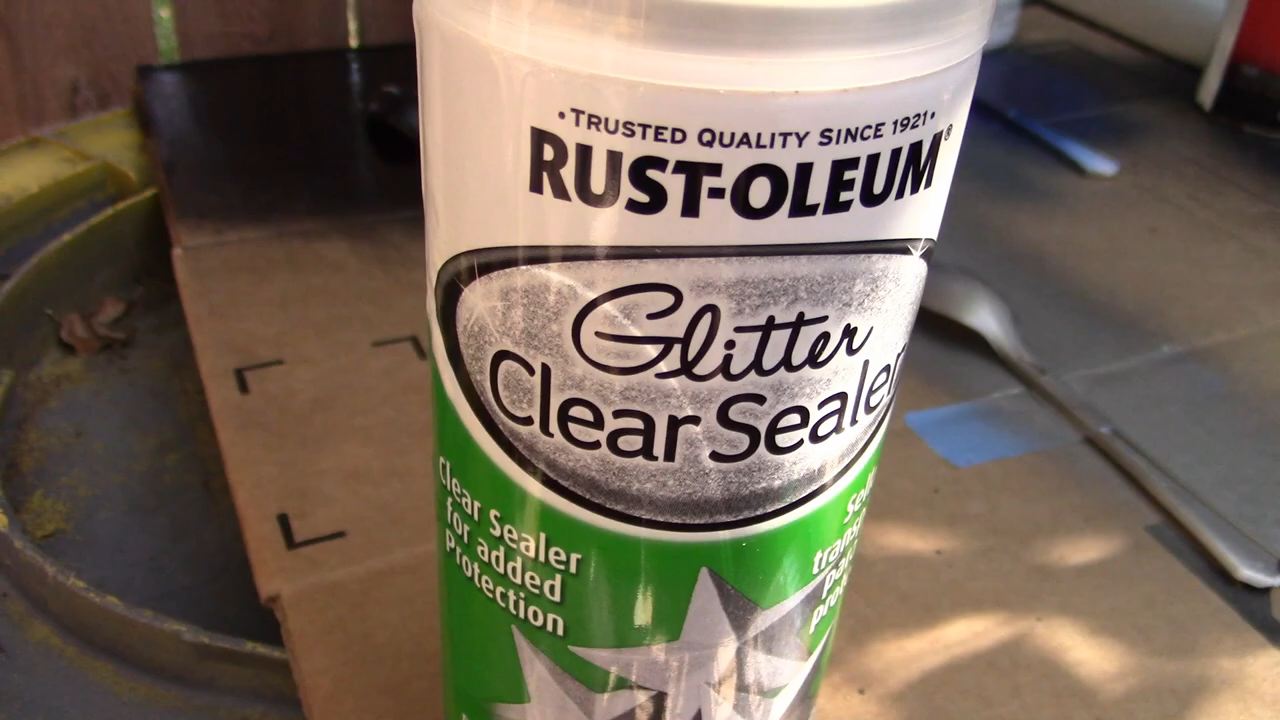 •TRUSTED QUALITY SINCE 1921•
RUST-OLEUM®
Glitter
Clear Sealer
Clear Sealer
for added
Protection